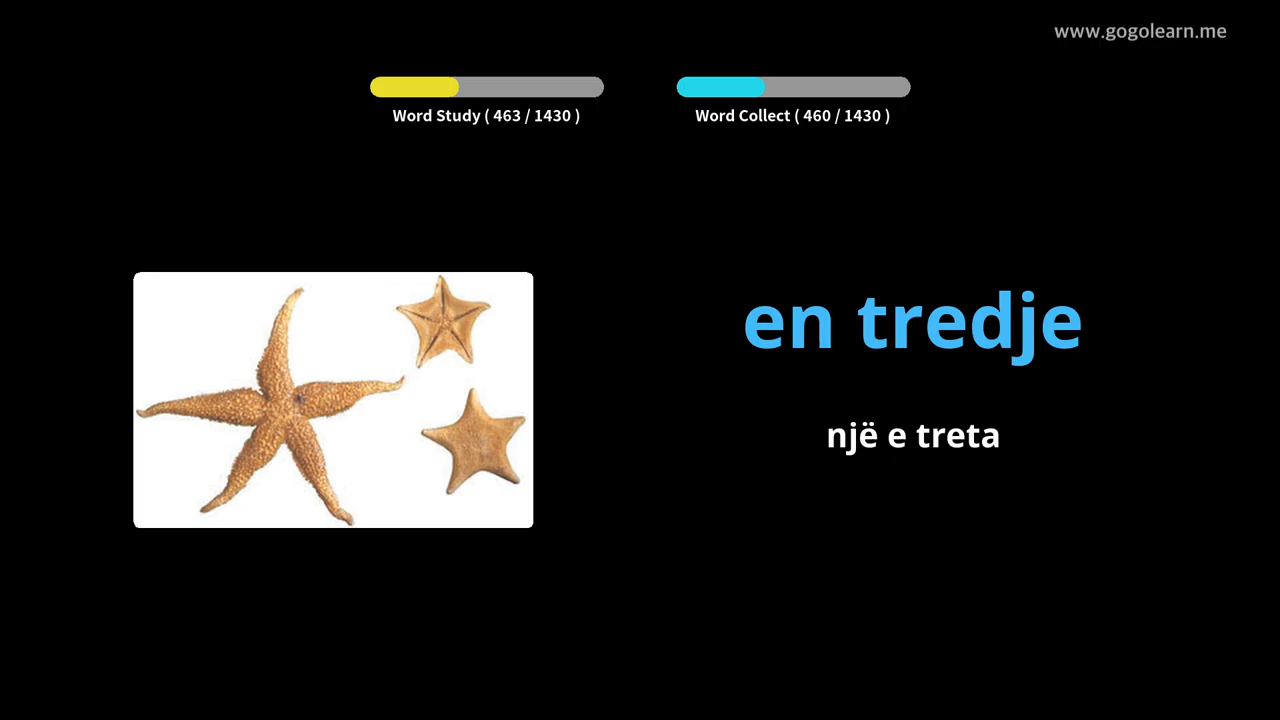 www.gogolearn.me
Word Study ( 463 / 1430 )
Word Collect ( 460 / 1430 )
en tredje
një e treta